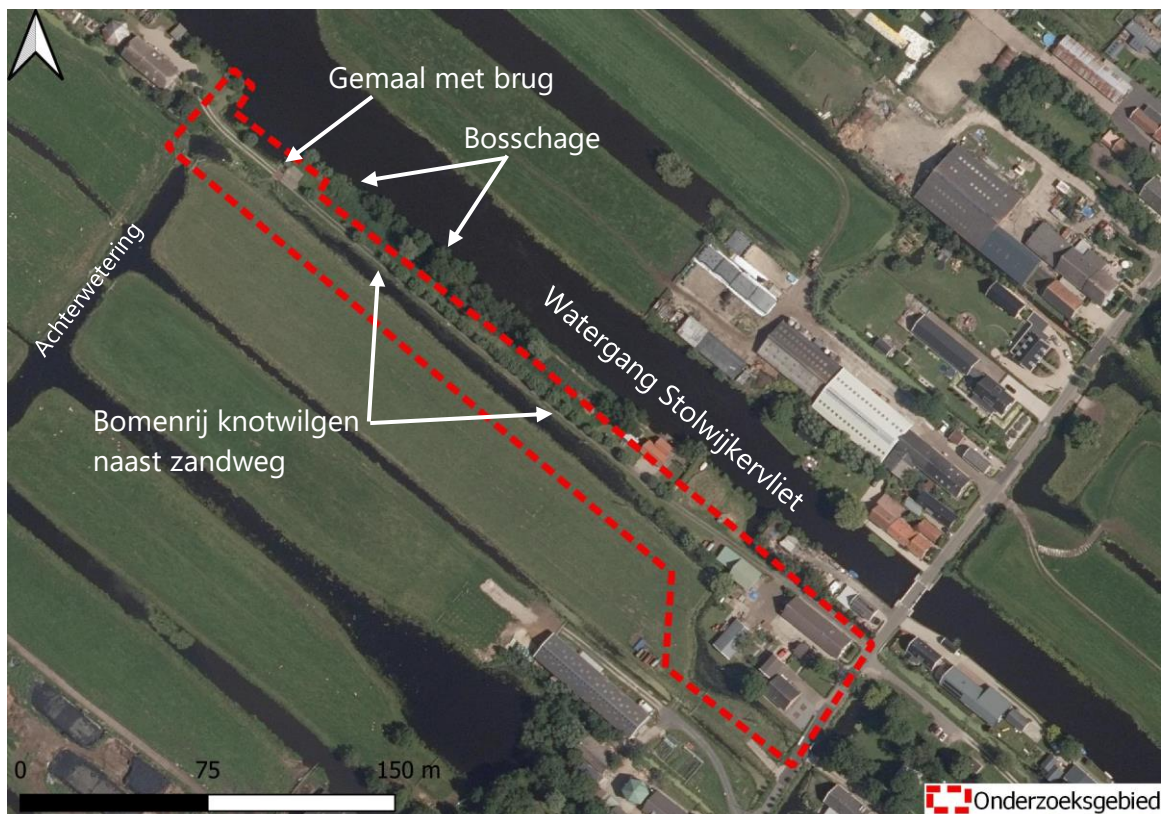 Gemaal met brug
Bosschage
Achterwetering
Watergang Stolwijkervliet
Bomenrij knotwilgen
naast zandweg
0 75 150 m
Onderzoeksgebied